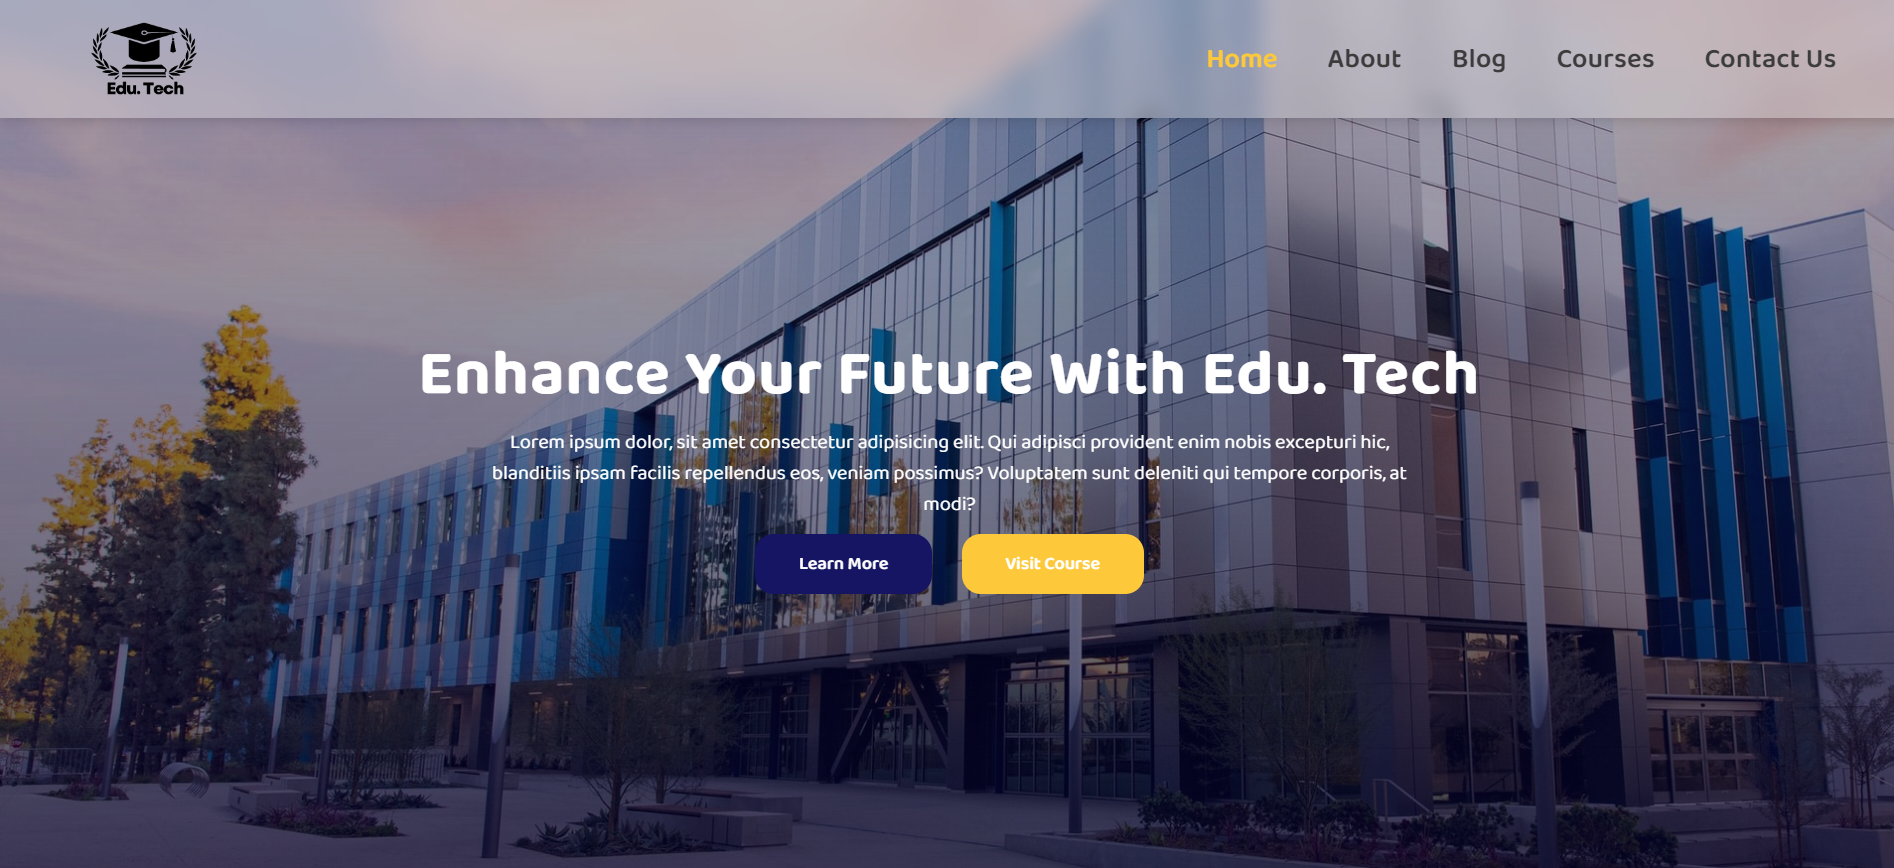 Edu. Tech
Home About Blog Courses Contact Us
Enhance Your Future With Edu. Tech
Lorem ipsum dolor, sit amet consectetur adipisicing elit. Qui adipisci provident enim nobis excepturi hic,
blanditiis ipsam facilis repellendus eos, veniam possimus? Voluptatem sunt deleniti qui tempore corporis, at
modi?
Learn More Visit Course